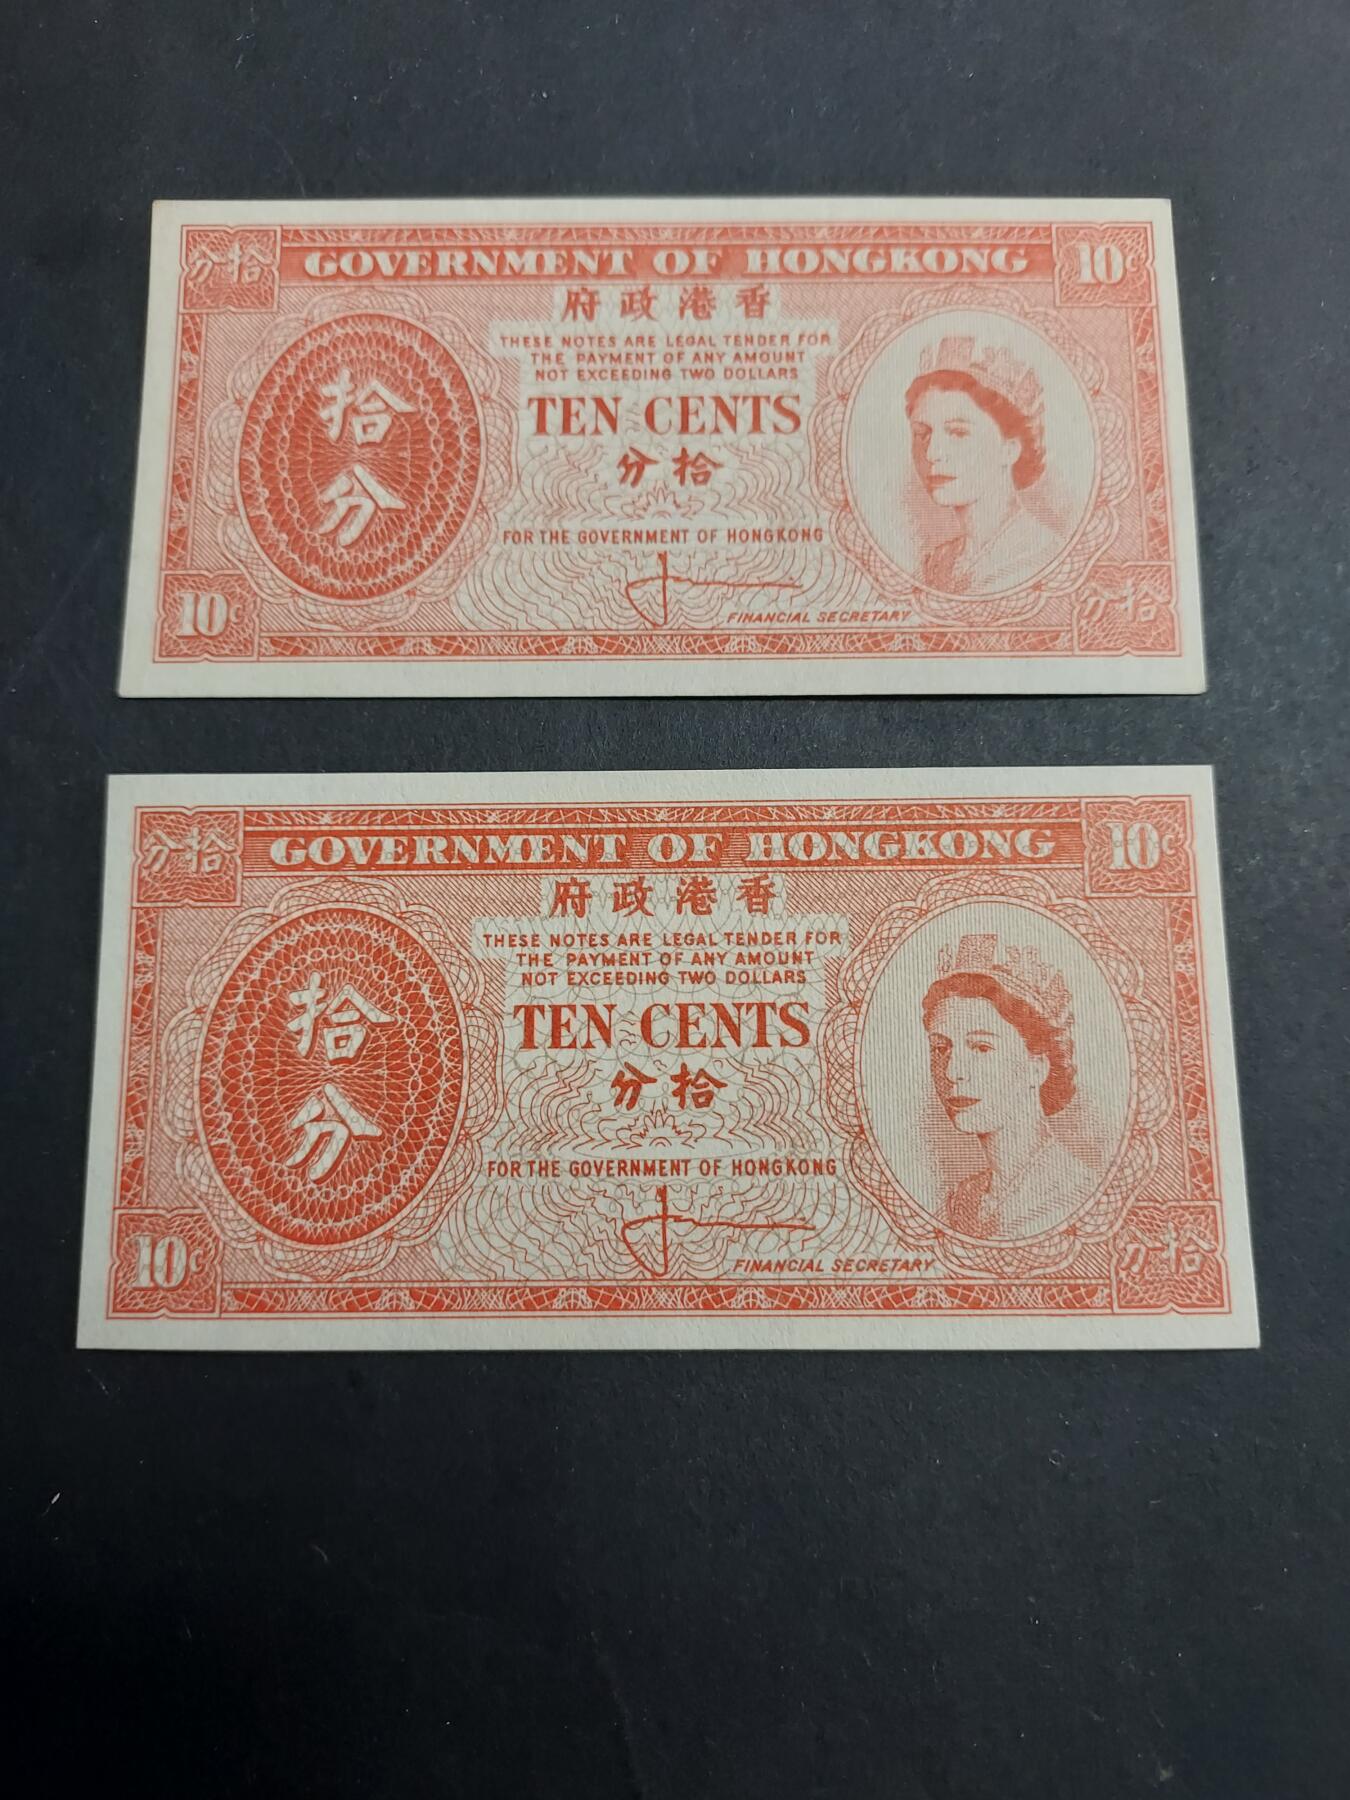 分拾 GOVERNMENT OF HONGKONG 10¢
府政港香
THESE NOTES ARE LEGAL TENDER FOR
THE PAYMENT OF ANY AMOUNT
NOT EXCEEDING TWO DOLLARS
拾
分
TEN CENTS
分拾
FOR THE GOVERNMENT OF HONGKONG
10¢
FINANCIAL SECRETARY
分拾
分拾 GOVERNMENT OF HONGKONG 10¢
府政港香
THESE NOTES ARE LEGAL TENDER FOR
THE PAYMENT OF ANY AMOUNT
NOT EXCEEDING TWO DOLLARS
拾
分
TEN CENTS
分拾
FOR THE GOVERNMENT OF HONGKONG
10¢
FINANCIAL SECRETARY
分拾